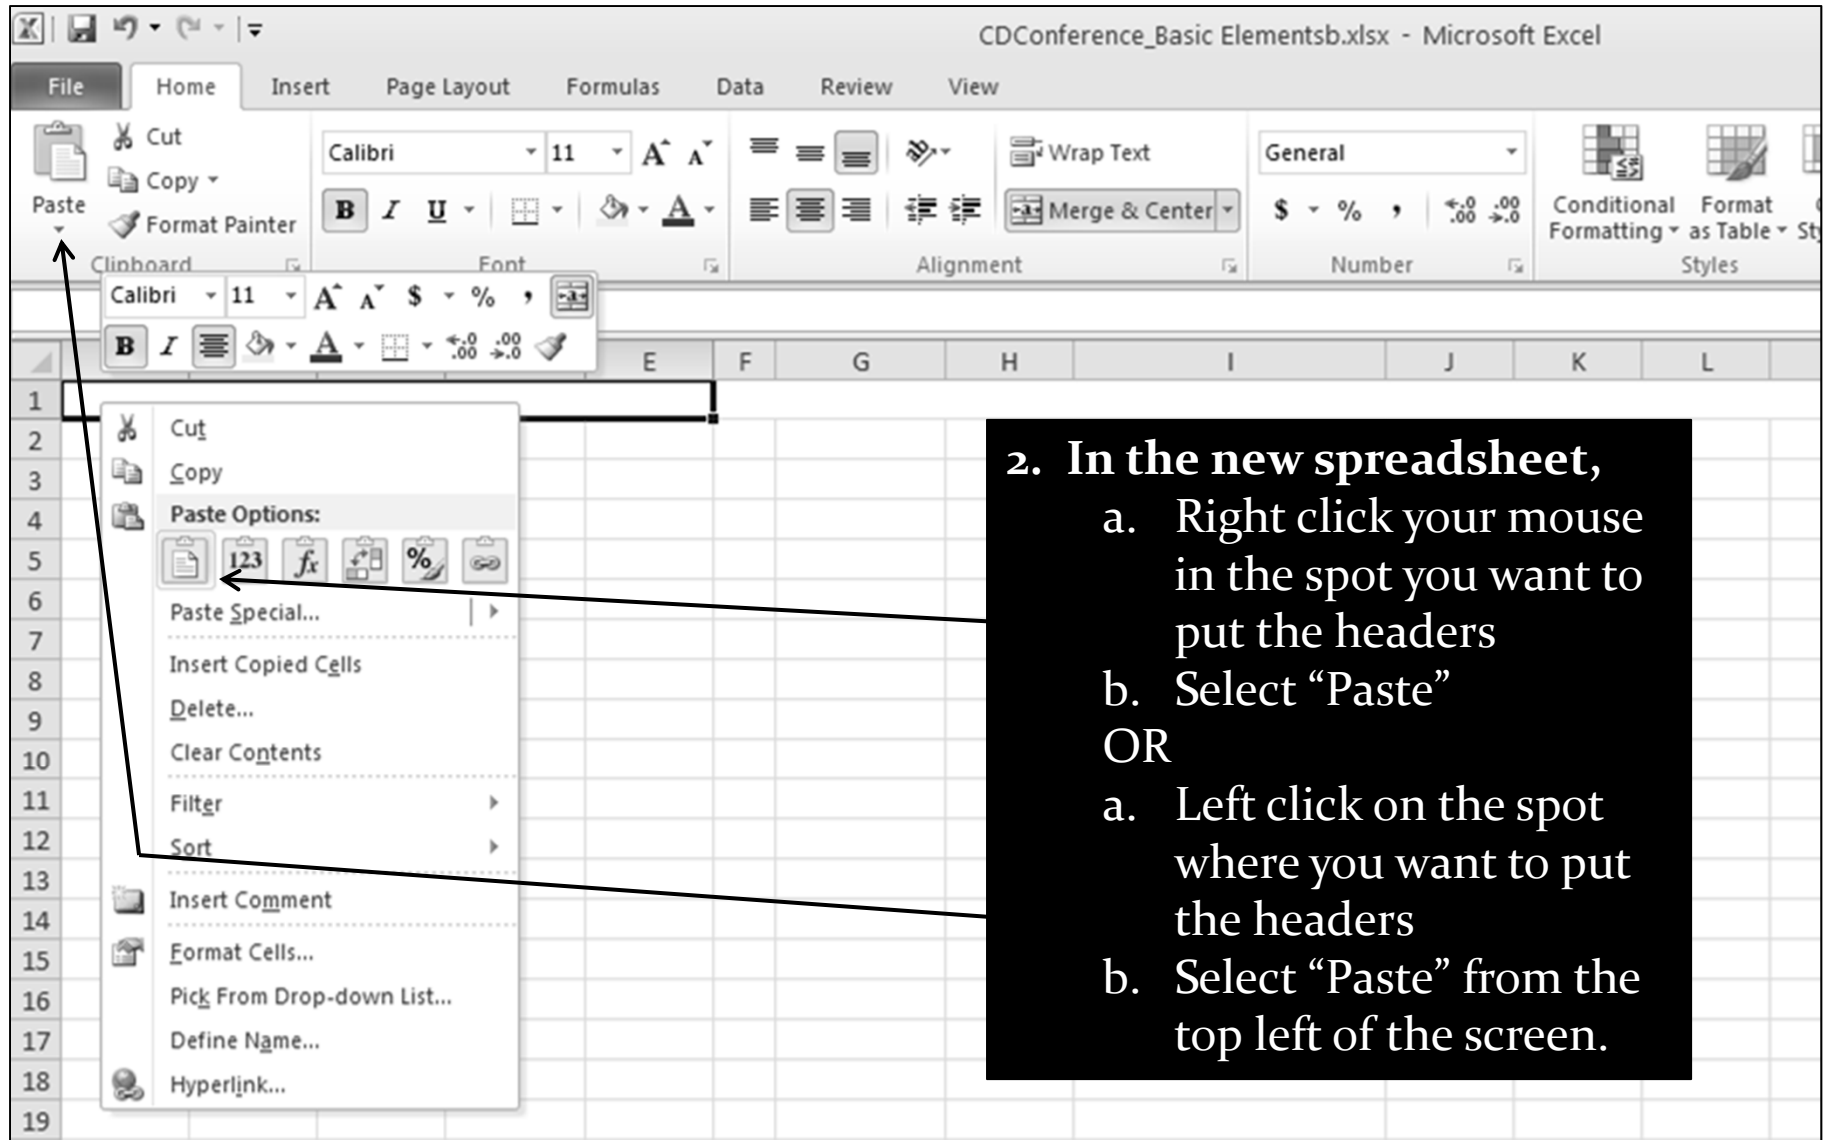 CDConference_Basic Elementsb.xlsx - Microsoft Excel
File Home Insert Page Layout Formulas Data Review View
Cut
Copy
Format Painter
Paste
Clipboard
Calibri 11 A A
B I U A
Font
Wrap Text
Merge & Center
Alignment
General
$ % , .00 .00
Number
Conditional Formatting
Format as Table
Styles
Calibri 11 A A $ % , a
B I A .00 .00
E F G H I J K L
1
2
3
4
5
6
7
8
9
10
11
12
13
14
15
16
17
18
19
Cut
Copy
Paste Options:
123 fx %
Paste Special...
Insert Copied Cells
Delete...
Clear Contents
Filter
Sort
Insert Comment
Format Cells...
Pick From Drop-down List...
Define Name...
Hyperlink...
2. In the new spreadsheet,
a. Right click your mouse
in the spot you want to
put the headers
b. Select “Paste”
OR
a. Left click on the spot
where you want to put
the headers
b. Select “Paste” from the
top left of the screen.